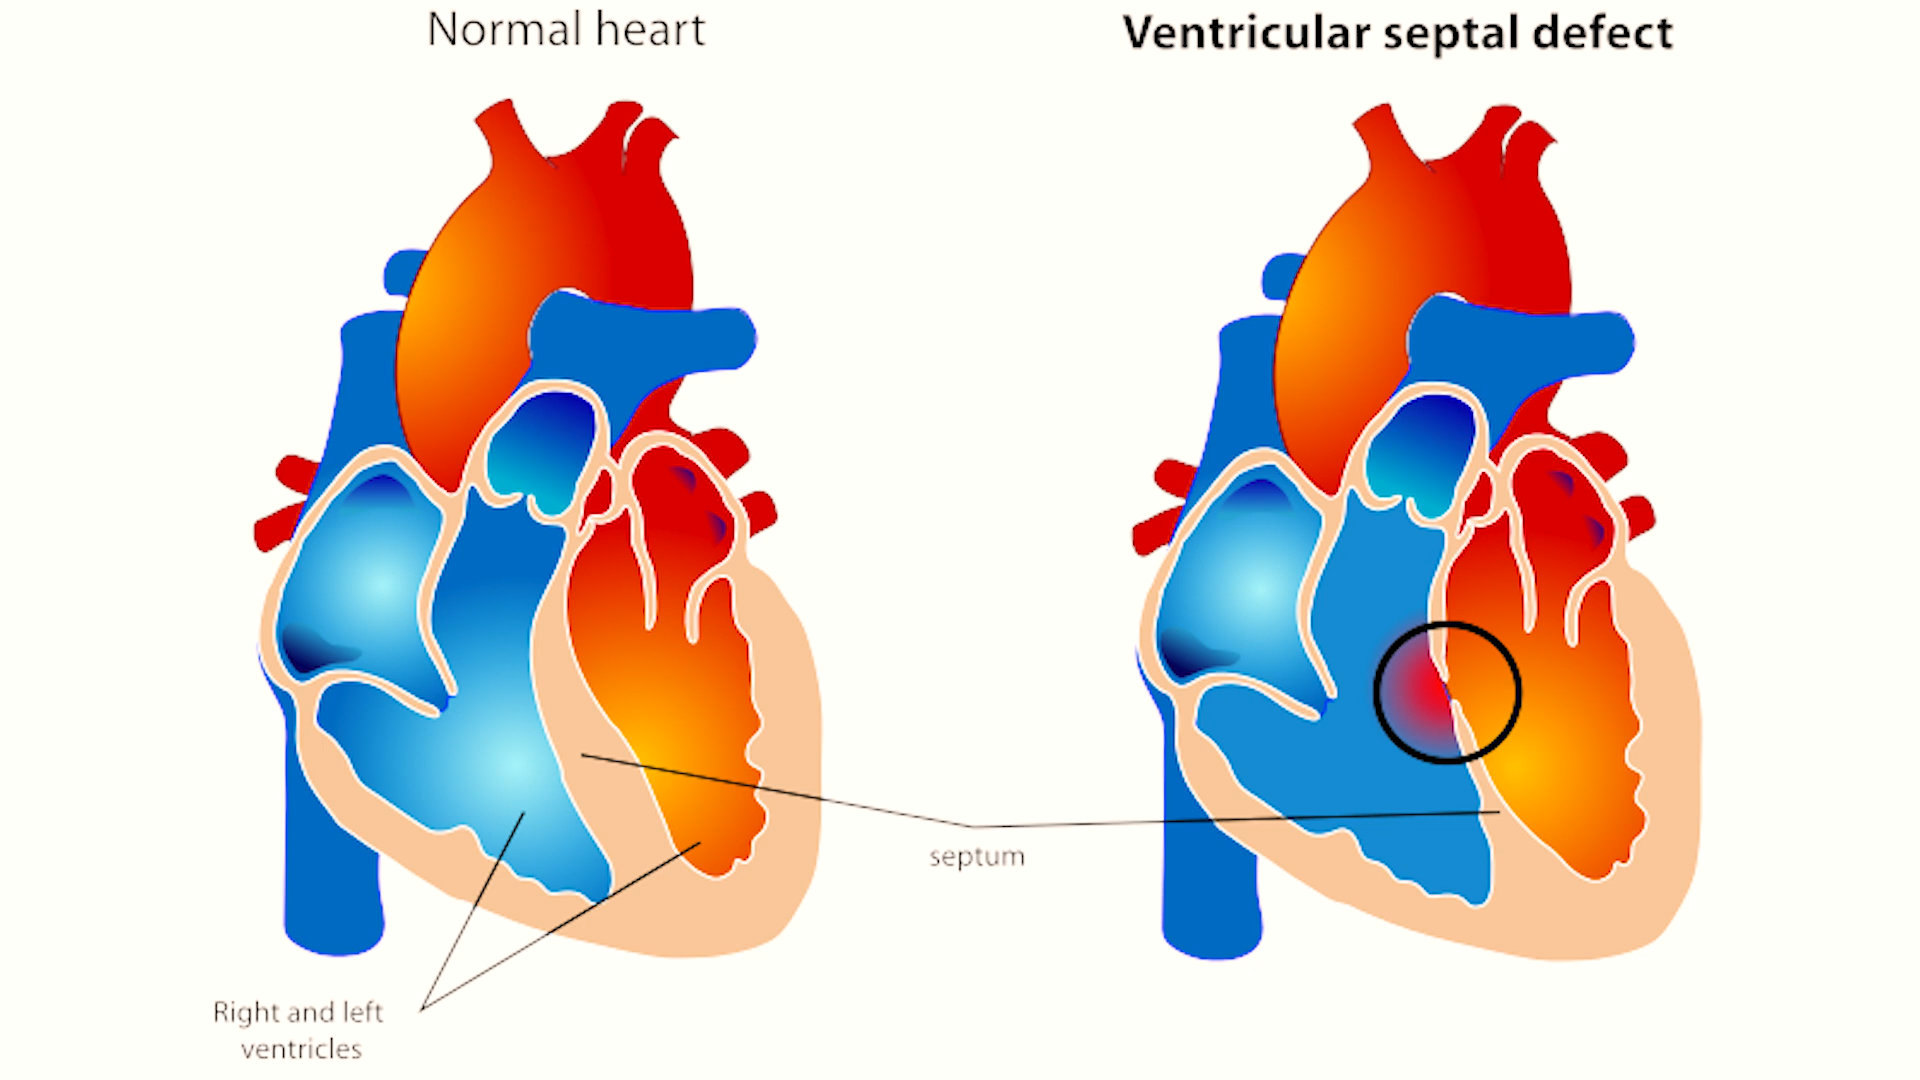 Normal heart
Ventricular septal defect
septum
Right and left
ventricles